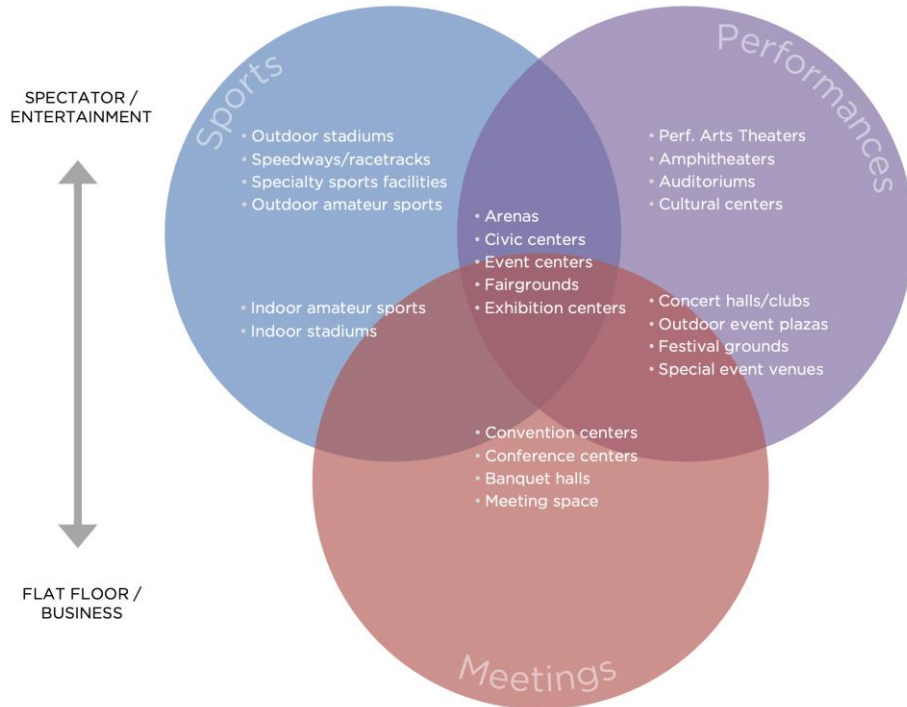 Sports
Performances
SPECTATOR /
ENTERTAINMENT
• Outdoor stadiums
• Speedways/racetracks
• Specialty sports facilities
• Outdoor amateur sports
• Perf. Arts Theaters
• Amphitheaters
• Auditoriums
• Cultural centers
• Arenas
• Civic centers
• Event centers
• Fairgrounds
• Exhibition centers
• Indoor amateur sports
• Indoor stadiums
• Concert halls/clubs
• Outdoor event plazas
• Festival grounds
• Special event venues
• Convention centers
• Conference centers
• Banquet halls
• Meeting space
FLAT FLOOR /
BUSINESS
Meetings